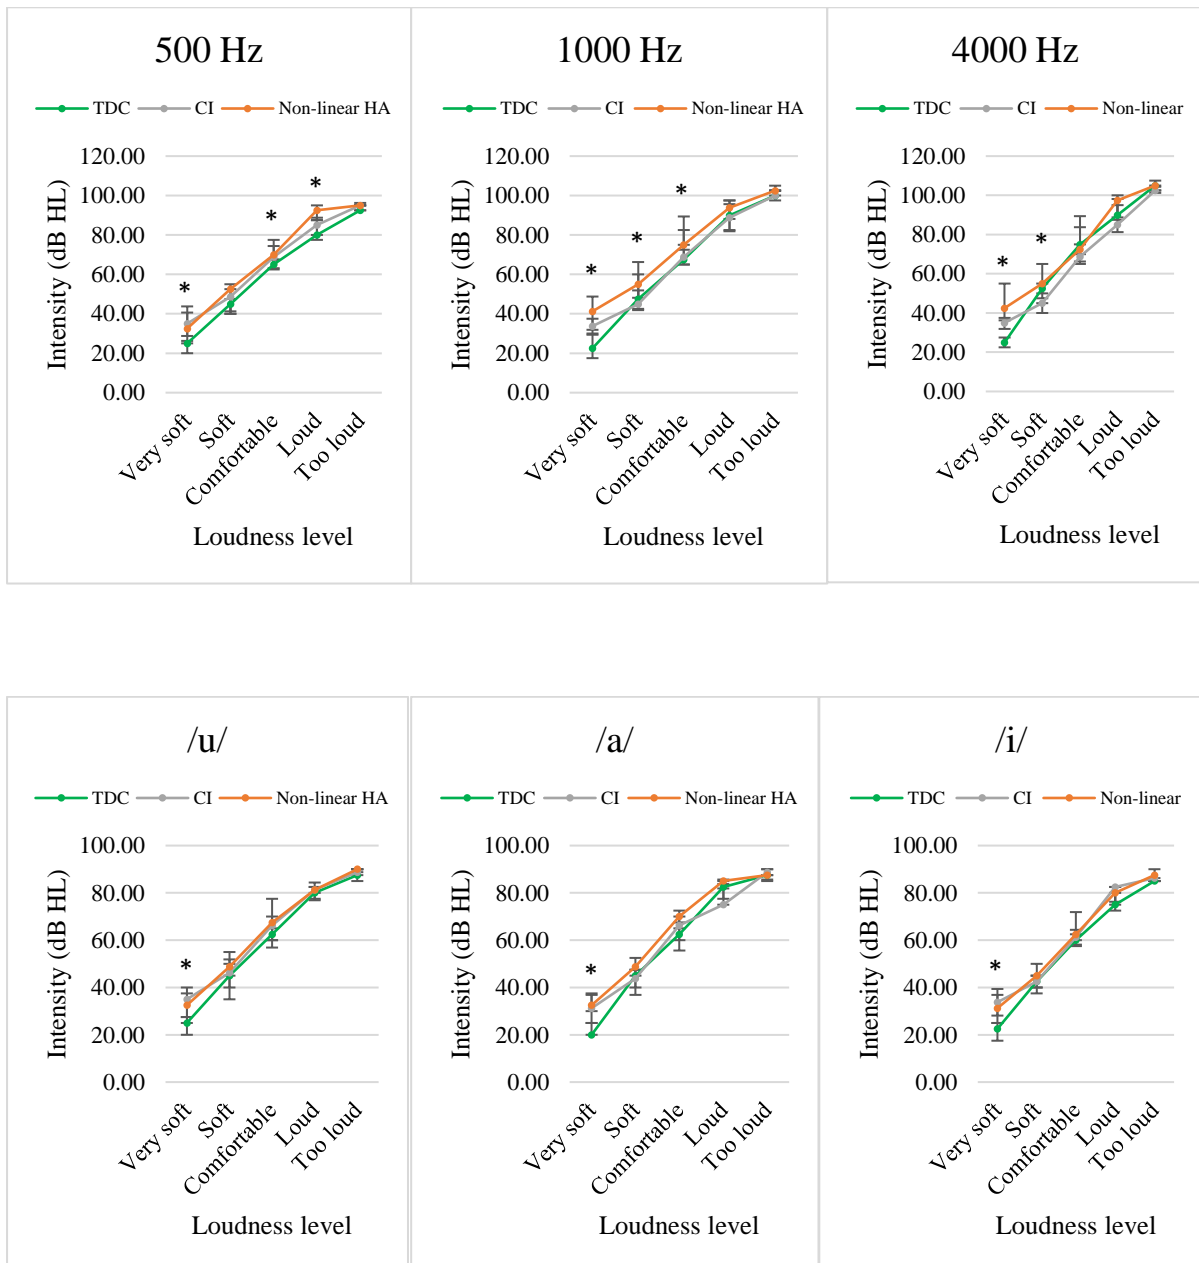 500 Hz
TDC CI Non-linear HA
120.00
100.00
80.00
60.00
40.00
20.00
0.00
Intensity (dB HL)
*
*
*
Very soft
Soft
Comfortable
Loud
Too loud
Loudness level
1000 Hz
TDC CI Non-linear HA
120.00
100.00
80.00
60.00
40.00
20.00
0.00
Intensity (dB HL)
*
*
*
Very soft
Soft
Comfortable
Loud
Too loud
Loudness level
4000 Hz
TDC CI Non-linear
120.00
100.00
80.00
60.00
40.00
20.00
0.00
Intensity (dB HL)
*
*
Very soft
Soft
Comfortable
Loud
Too loud
Loudness level
/u/
TDC CI Non-linear HA
100.00
80.00
60.00
40.00
20.00
0.00
Intensity (dB HL)
*
Very soft
Soft
Comfortable
Loud
Too loud
Loudness level
/a/
TDC CI Non-linear HA
100.00
80.00
60.00
40.00
20.00
0.00
Intensity (dB HL)
*
Very soft
Soft
Comfortable
Loud
Too loud
Loudness level
/i/
TDC CI Non-linear
100.00
80.00
60.00
40.00
20.00
0.00
Intensity (dB HL)
*
Very soft
Soft
Comfortable
Loud
Too loud
Loudness level